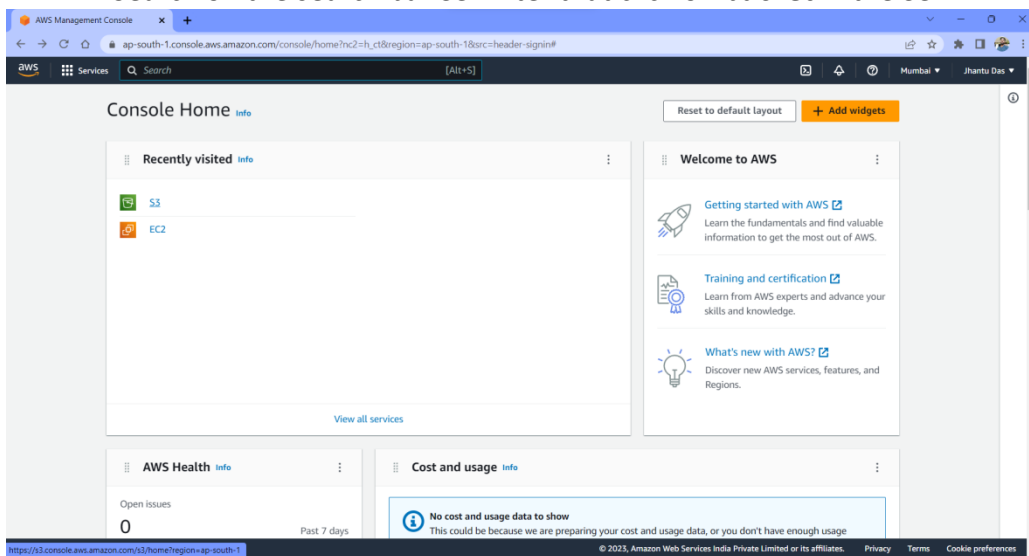 AWS Management Console
ap-south-1.console.aws.amazon.com/console/home?nc2=h_ct&region=ap-south-1&src=header-signin#
aws
Services
Search
[Alt+S]
Mumbai
Jhantu Das
Console Home Info
Reset to default layout
+ Add widgets
Recently visited Info
S3
EC2
View all services
Welcome to AWS
Getting started with AWS
Learn the fundamentals and find valuable
information to get the most out of AWS.
Training and certification
Learn from AWS experts and advance your
skills and knowledge.
What's new with AWS?
Discover new AWS services, features, and
Regions.
AWS Health Info
Open issues
0
Past 7 days
Cost and usage Info
No cost and usage data to show
This could be because we are preparing your cost and usage data, or you don't have enough usage
https://s3.console.aws.amazon.com/s3/home?region=ap-south-1
© 2023, Amazon Web Services India Private Limited or its affiliates.
Privacy
Terms
Cookie preferences